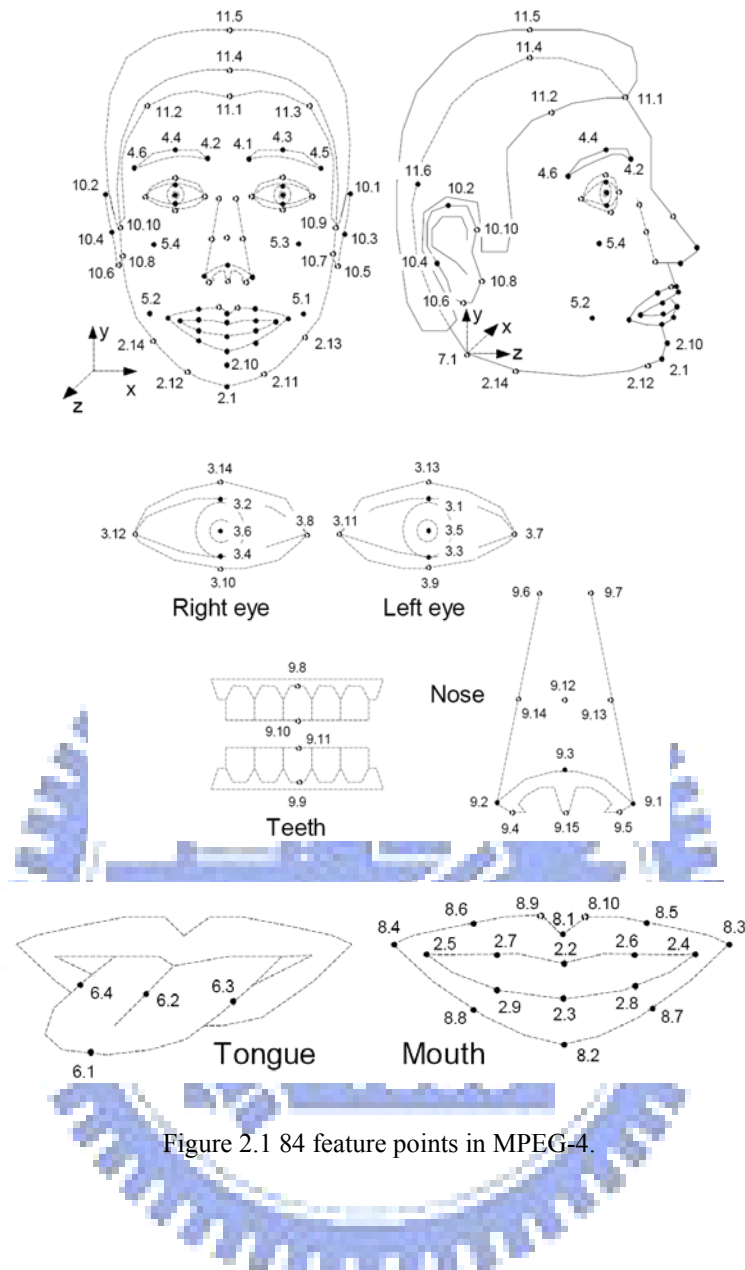 11.5
11.4
11.2 11.1 11.3
4.4 4.3
4.6 4.2 4.1 4.5
10.2 10.1
10.10 10.9
10.4 5.4 5.3 10.3
10.6 10.8 10.7 10.5
5.2 5.1
y
2.14 2.13
2.10
x
2.12 2.11
z 2.1
11.5
11.4
11.2 11.1
4.4
11.6 4.6 4.2
10.2
10.10
10.4 5.4
10.8
10.6 5.2
y
x
z 2.10
7.1 2.1
2.14 2.12
3.14
3.2
3.12 3.6 3.8
3.4
3.10
Right eye
3.13
3.1
3.11 3.5 3.7
3.3
3.9
Left eye
9.6 9.7
Nose
9.12
9.14 9.13
9.3
9.2 9.1
9.4 9.15 9.5
9.8
9.10
9.11
9.9
Teeth
6.4 6.2 6.3
6.1
Tongue
8.6 8.9 8.1 8.10 8.5
8.4 8.3
2.5 2.7 2.2 2.6 2.4
2.9 2.3 2.8
8.8 8.7
8.2
Mouth
Figure 2.1 84 feature points in MPEG-4.